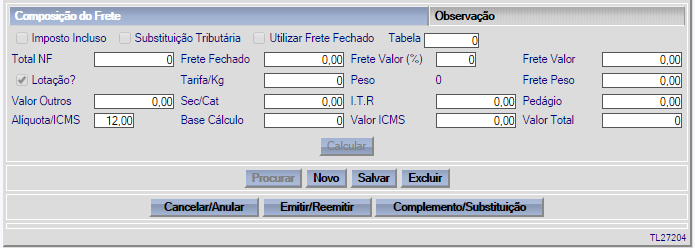 Composição do Frete Observação
Imposto Incluso Substituição Tributária Utilizar Frete Fechado Tabela 0
Total NF 0 Frete Fechado 0,00 Frete Valor (%) 0 Frete Valor 0,00
Lotação? Tarifa/Kg 0 Peso 0 Frete Peso 0,00
Valor Outros 0,00 Sec/Cat 0,00 I.T.R 0,00 Pedágio 0,00
Alíquota/ICMS 12,00 Base Cálculo 0 Valor ICMS 0,00 Valor Total 0
Calcular
Procurar Novo Salvar Excluir
Cancelar/Anular Emitir/Reemitir Complemento/Substituição
TL27204